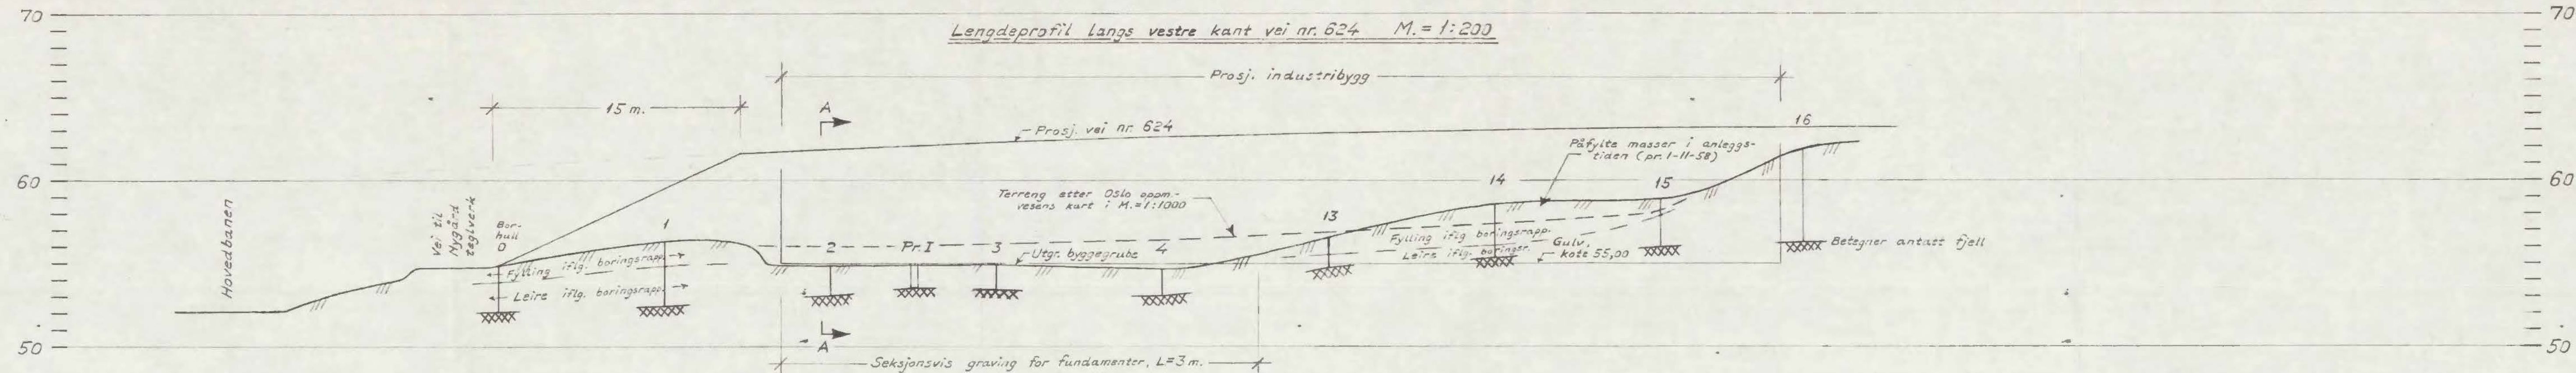 70
70
Lengdeprofil langs vestre kant vei nr. 624 M. = 1:200
Prosj. industribygg
15 m.
A
Prosj. vei nr. 624
16
Påfylte masser i anleggs-
tiden (pr. 1-11-58)
60
60
Terreng etter Oslo oppm.-
vesens kart i M.=1:1000
14
15
Hovedbanen
Vei til
Nygård
teglverk
Bor-
hull
0
1
13
2
Pr. I
3
4
Utgr. byggegrube
Fylling iflg. boringsrapp.
Leire iflg. boringsr.
Gulv.
kote 55,00
Betegner antatt fjell
Fylling iflg. boringsrapp.
Leire iflg. boringsrapp.
A
50
50
Seksjonsvis graving for fundamenter, L=3m.